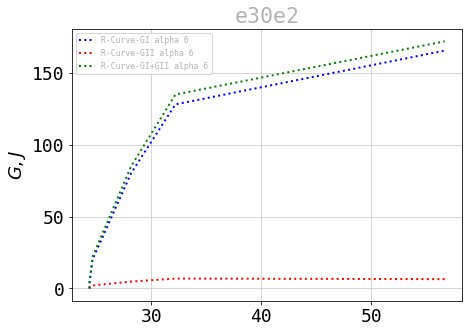 e30e2
R-Curve-GI alpha 6
R-Curve-GII alpha 6
R-Curve-GI+GII alpha 6
G, J
150
100
50
0
30
40
50